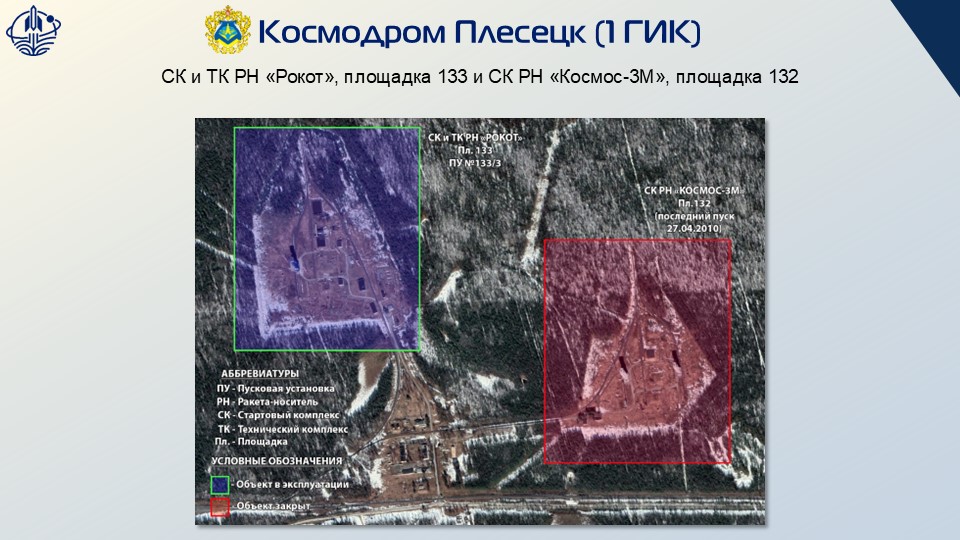 Космодром Плесецк (1 ГИК)
СК и ТК РН «Рокот», площадка 133 и СК РН «Космос-3М», площадка 132
СК и ТК РН «РОКОТ»
Пл. 133
ПУ №133/3
СК РН «КОСМОС-3М»
Пл.132
(последний пуск
27.04.2010)
АББРЕВИАТУРЫ
ПУ - Пусковая установка
РН - Ракета-носитель
СК - Стартовый комплекс
ТК - Технический комплекс
Пл. - Площадка
УСЛОВНЫЕ ОБОЗНАЧЕНИЯ
- Объект в эксплуатации
- Объект закрыт